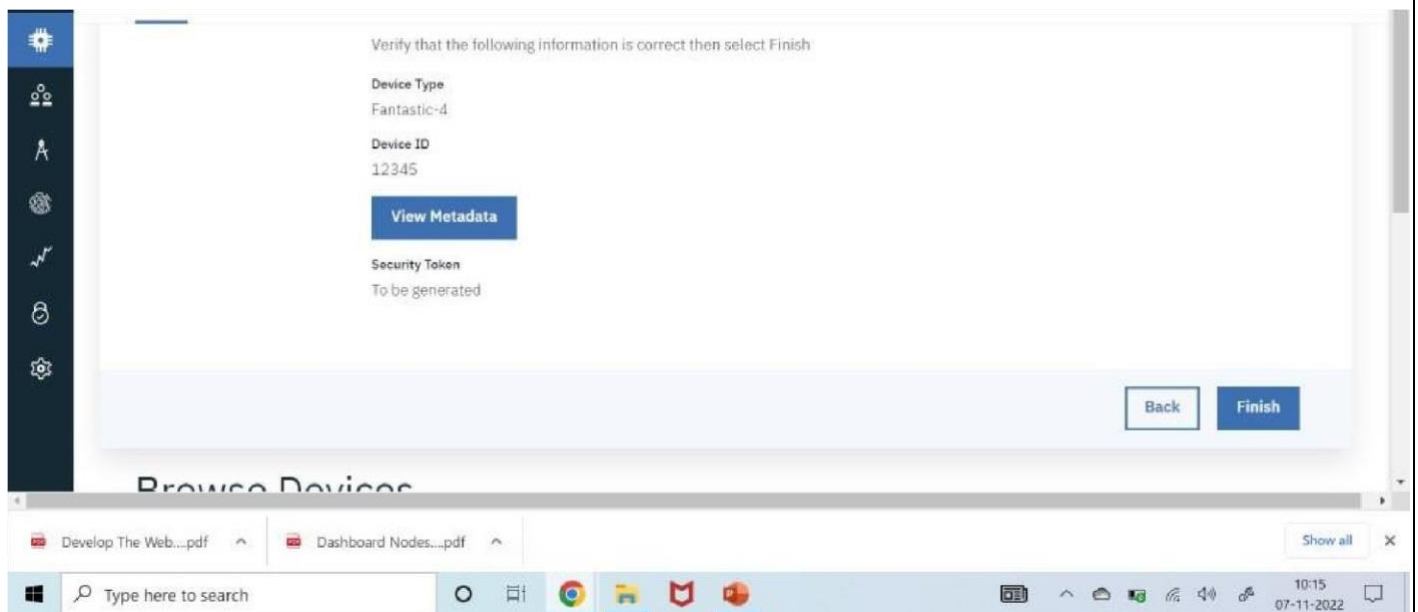 Verify that the following information is correct then select Finish
Device Type
Fantastic-4
Device ID
12345
View Metadata
Security Token
To be generated
Back
Finish
Browse Devices
Develop The Web....pdf
Dashboard Nodes....pdf
Show all
Type here to search
10:15
07-11-2022